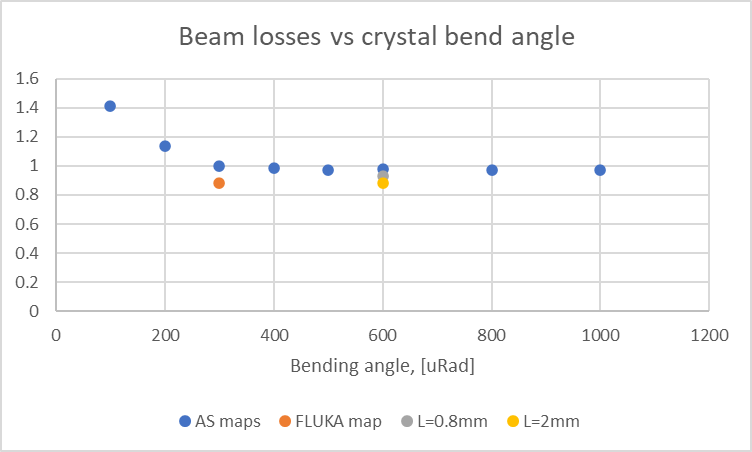 Beam losses vs crystal bend angle
1.6
1.4
1.2
1
0.8
0.6
0.4
0.2
0
0 200 400 600 800 1000 1200
Bending angle, [uRad]
AS maps FLUKA map L=0.8mm L=2mm